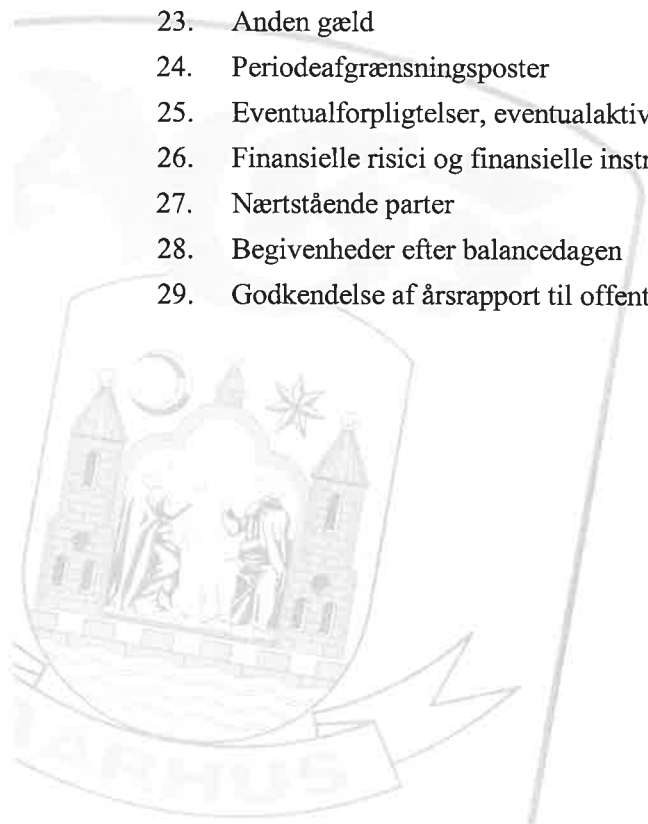 23. Anden gæld
24. Periodeafgrænsningsposter
25. Eventualforpligtelser, eventualaktiv
26. Finansielle risici og finansielle instr
27. Nærtstående parter
28. Begivenheder efter balancedagen
29. Godkendelse af årsrapport til offent
AARHUS